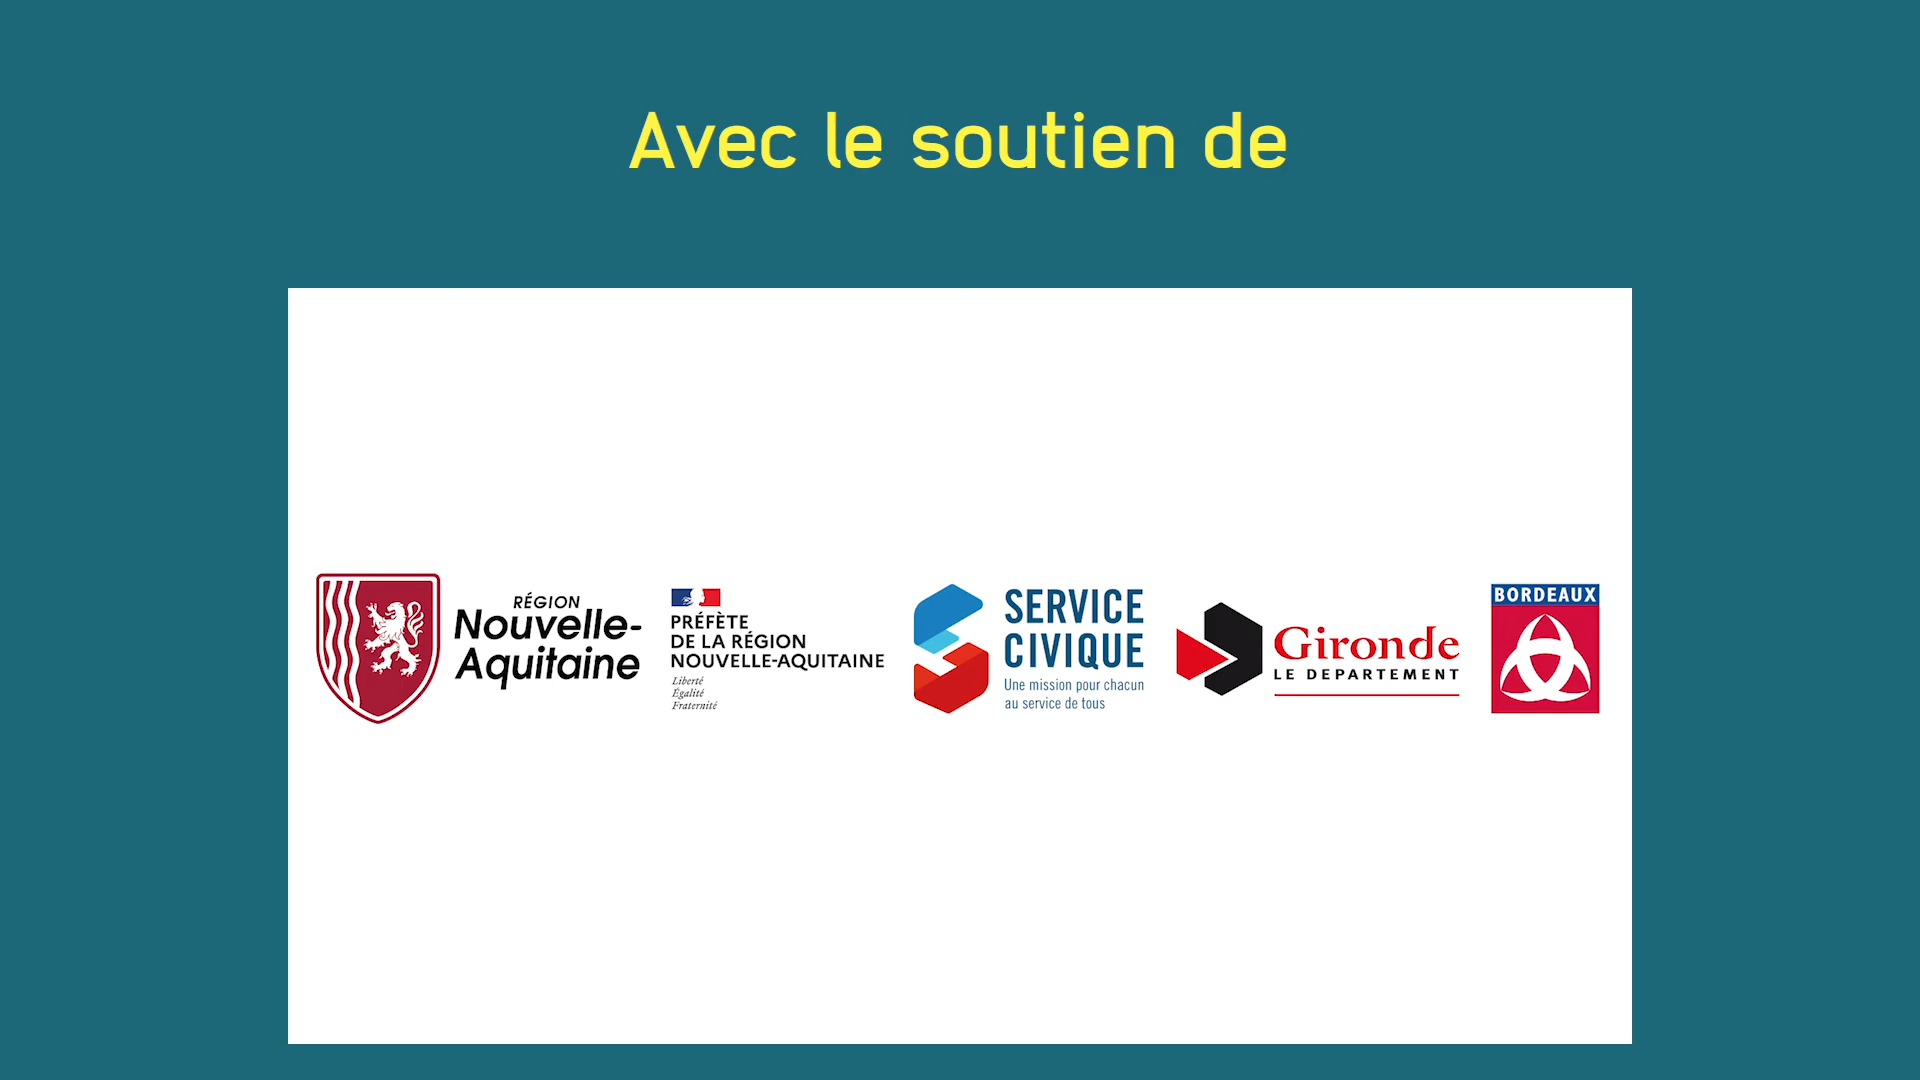 Avec le soutien de
RÉGION
Nouvelle-
Aquitaine
PRÉFÈTE
DE LA RÉGION
NOUVELLE-AQUITAINE
Liberté
Égalité
Fraternité
SERVICE
CIVIQUE
Une mission pour chacun
au service de tous
Gironde
LE DEPARTEMENT
BORDEAUX